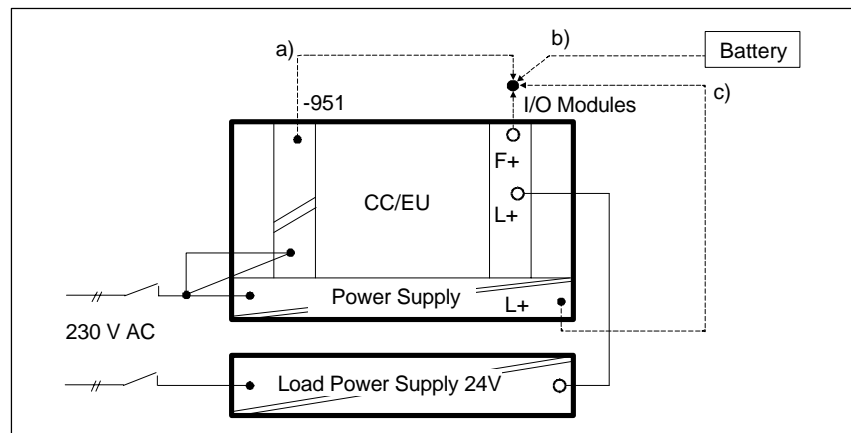 a)
b)
Battery
c)
-951
I/O Modules
F+
CC/EU
L+
Power Supply
L+
230 V AC
Load Power Supply 24V